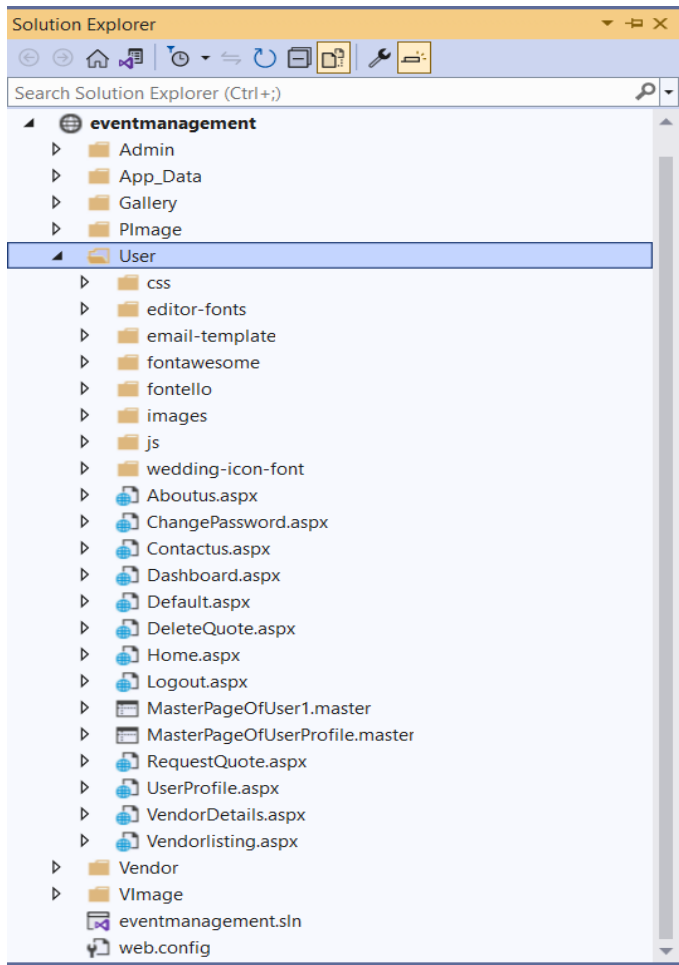 Solution Explorer
Search Solution Explorer (Ctrl+;)
eventmanagement
Admin
App_Data
Gallery
PImage
User
css
editor-fonts
email-template
fontawesome
fontello
images
js
wedding-icon-font
Aboutus.aspx
ChangePassword.aspx
Contactus.aspx
Dashboard.aspx
Default.aspx
DeleteQuote.aspx
Home.aspx
Logout.aspx
MasterPageOfUser1.master
MasterPageOfUserProfile.master
RequestQuote.aspx
UserProfile.aspx
VendorDetails.aspx
Vendorlisting.aspx
Vendor
VImage
eventmanagement.sln
web.config